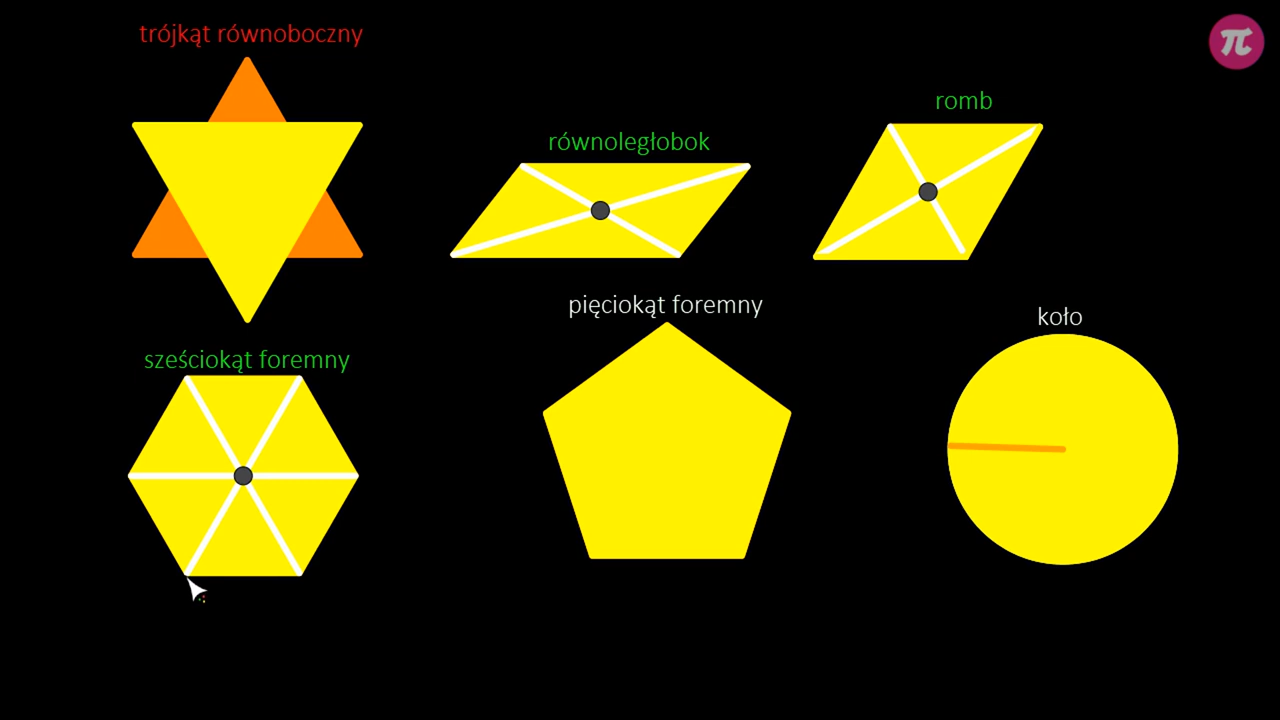 trójkąt równoboczny
równoległobok
romb
sześciokąt foremny
pięciokąt foremny
koło
π